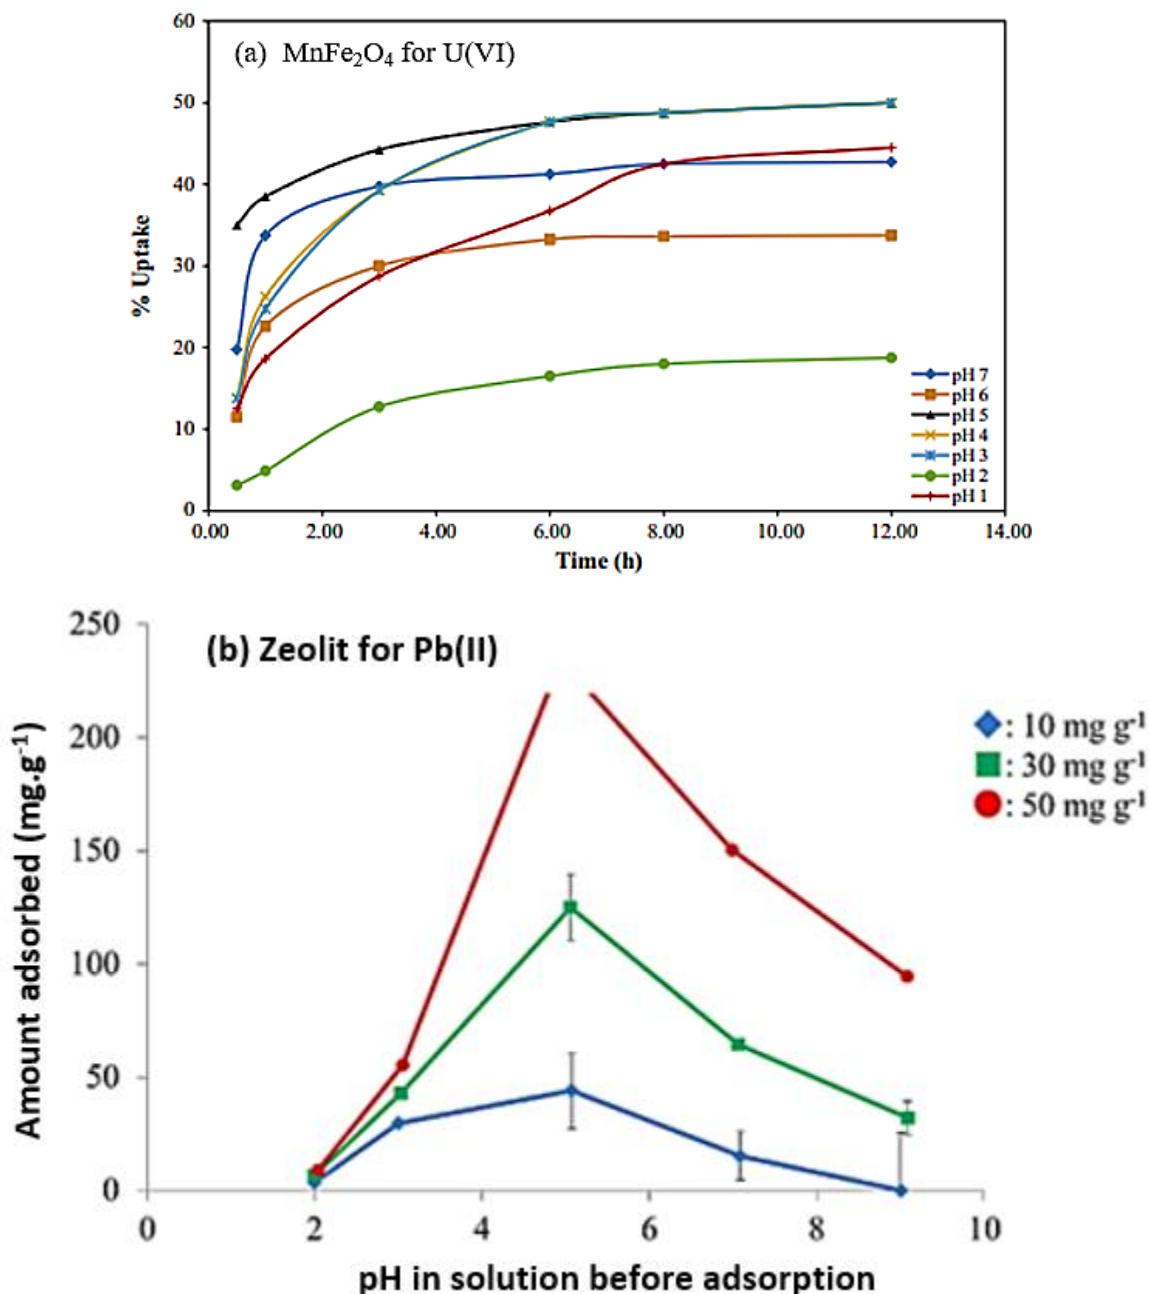 (a) MnFe₂O₄ for U(VI)
60
50
40
30
20
10
0
% Uptake
0.00 2.00 4.00 6.00 8.00 10.00 12.00 14.00
Time (h)
pH 7
pH 6
pH 5
pH 4
pH 3
pH 2
pH 1
(b) Zeolit for Pb(II)
250
200
150
100
50
0
Amount adsorbed (mg.g⁻¹)
: 10 mg g⁻¹
: 30 mg g⁻¹
: 50 mg g⁻¹
0 2 4 6 8 10
pH in solution before adsorption